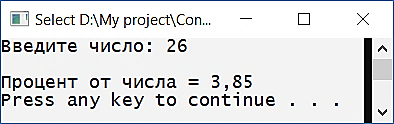 Select D:\My project\Con...
Введите число: 26
Процент от числа = 3,85
Press any key to continue . . .